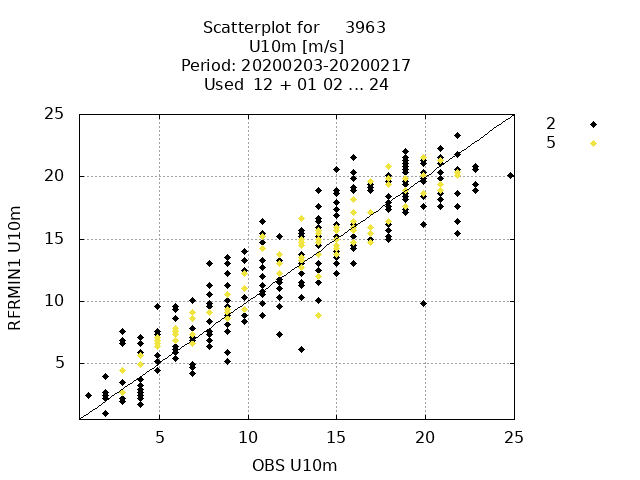 Scatterplot for 3963
U10m [m/s]
Period: 20200203-20200217
Used 12 + 01 02 ... 24
2
5
25
20
15
10
5
RFRMIN1 U10m
5 10 15 20 25
OBS U10m